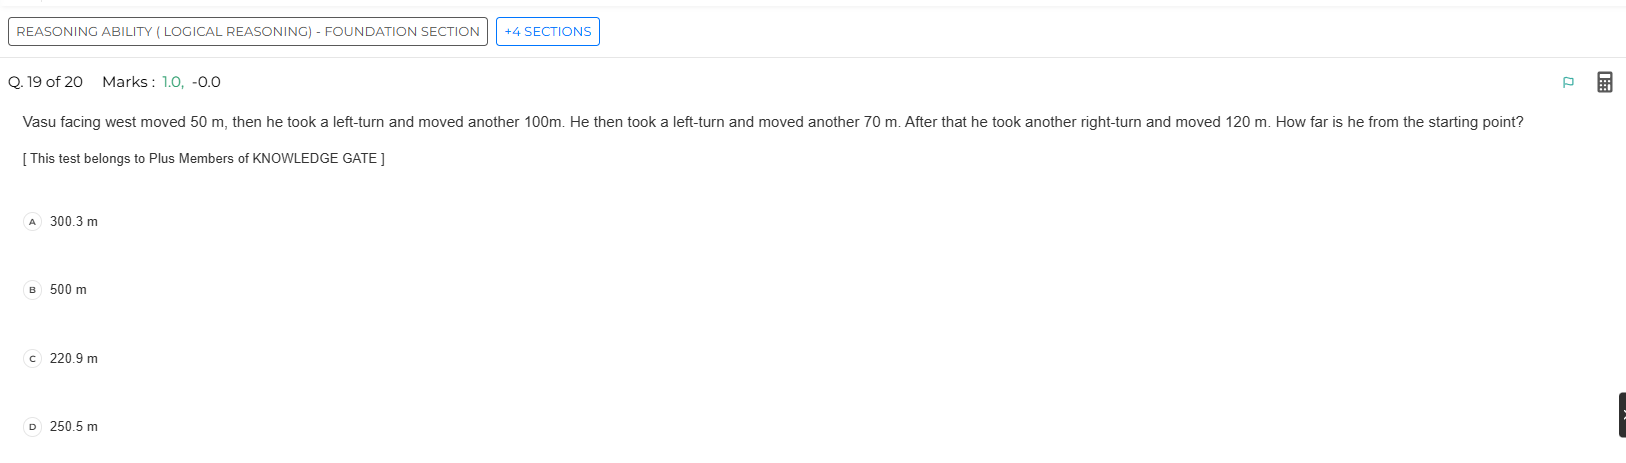 REASONING ABILITY ( LOGICAL REASONING) - FOUNDATION SECTION +4 SECTIONS
Q. 19 of 20 Marks : 1.0, -0.0
Vasu facing west moved 50 m, then he took a left-turn and moved another 100m. He then took a left-turn and moved another 70 m. After that he took another right-turn and moved 120 m. How far is he from the starting point?
[ This test belongs to Plus Members of KNOWLEDGE GATE ]
A 300.3 m
B 500 m
C 220.9 m
D 250.5 m